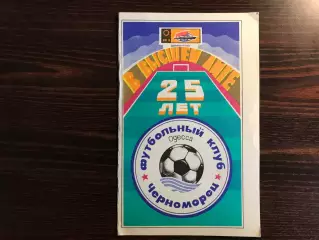 В ВЫСШЕЙ ЛИГЕ
25
ЛЕТ
ФУТБОЛЬНЫЙ КЛУБ
Одесса
ЧЕРНОМОРЕЦ